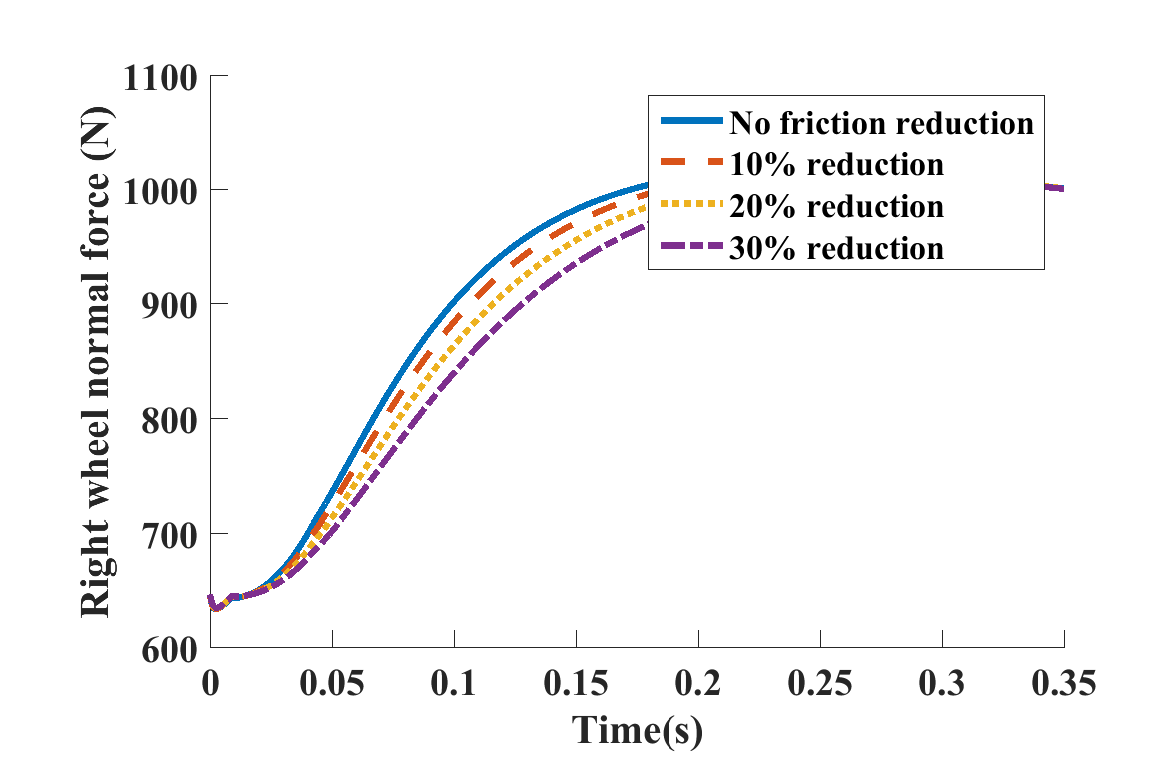 1100
1000
900
800
700
600
Right wheel normal force (N)
No friction reduction
10% reduction
20% reduction
30% reduction
0 0.05 0.1 0.15 0.2 0.25 0.3 0.35
Time(s)